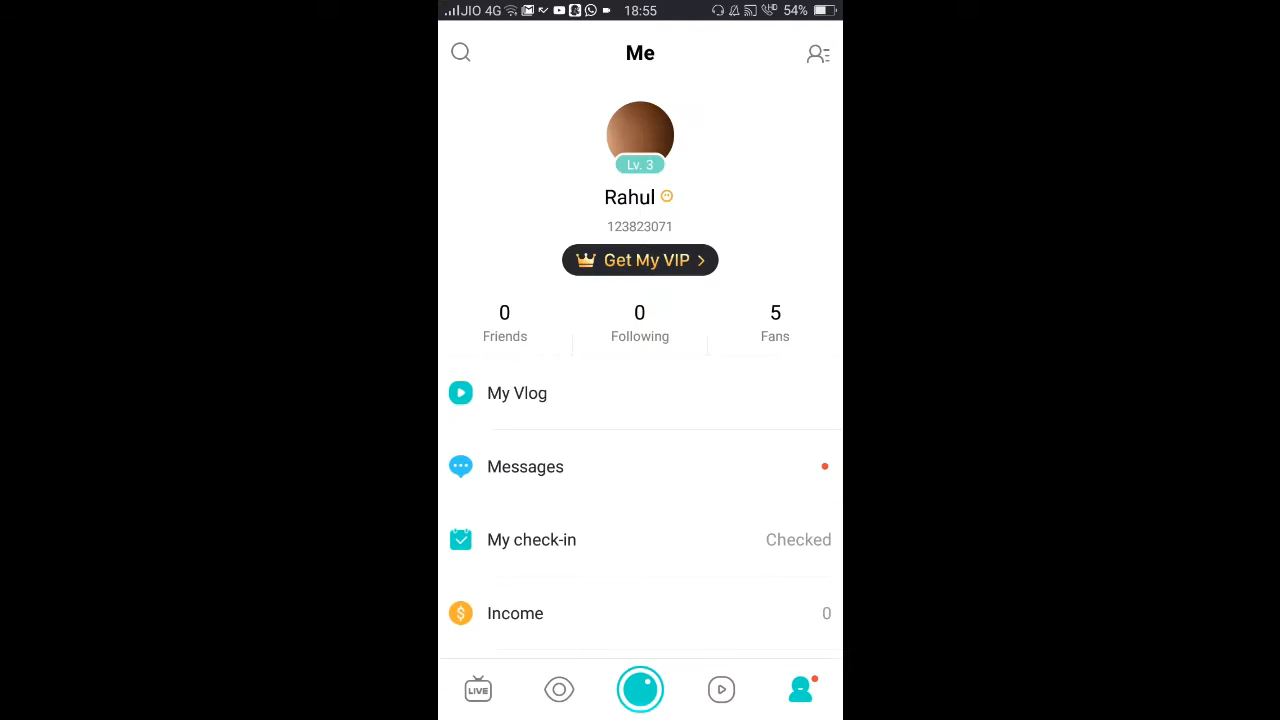 JIO 4G 18:55 HD 54%
Me
Lv. 3
Rahul
123823071
Get My VIP >
0 0 5
Friends Following Fans
My Vlog
Messages
My check-in Checked
Income 0
LIVE